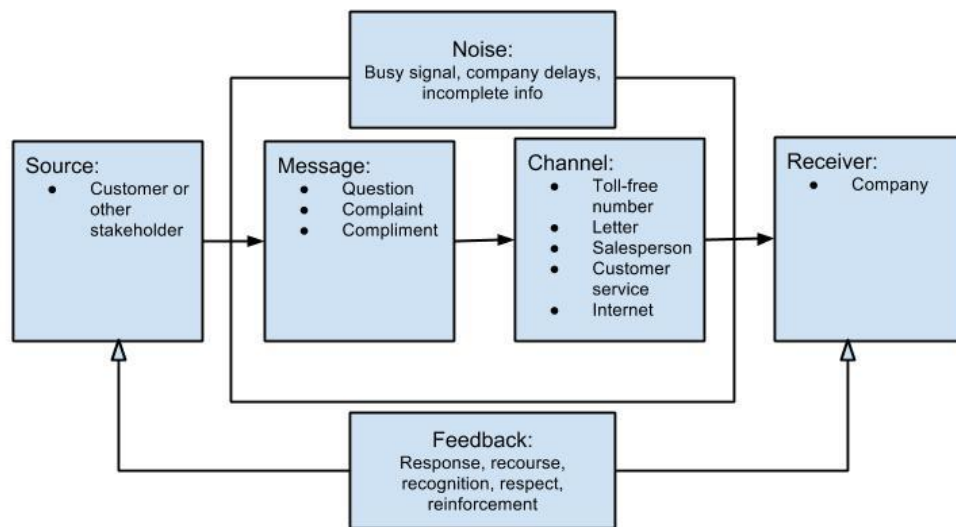 Noise:
Busy signal, company delays,
incomplete info
Source:
● Customer or
other
stakeholder
Message:
● Question
● Complaint
● Compliment
Channel:
● Toll-free
number
● Letter
● Salesperson
● Customer
service
● Internet
Receiver:
● Company
Feedback:
Response, recourse,
recognition, respect,
reinforcement